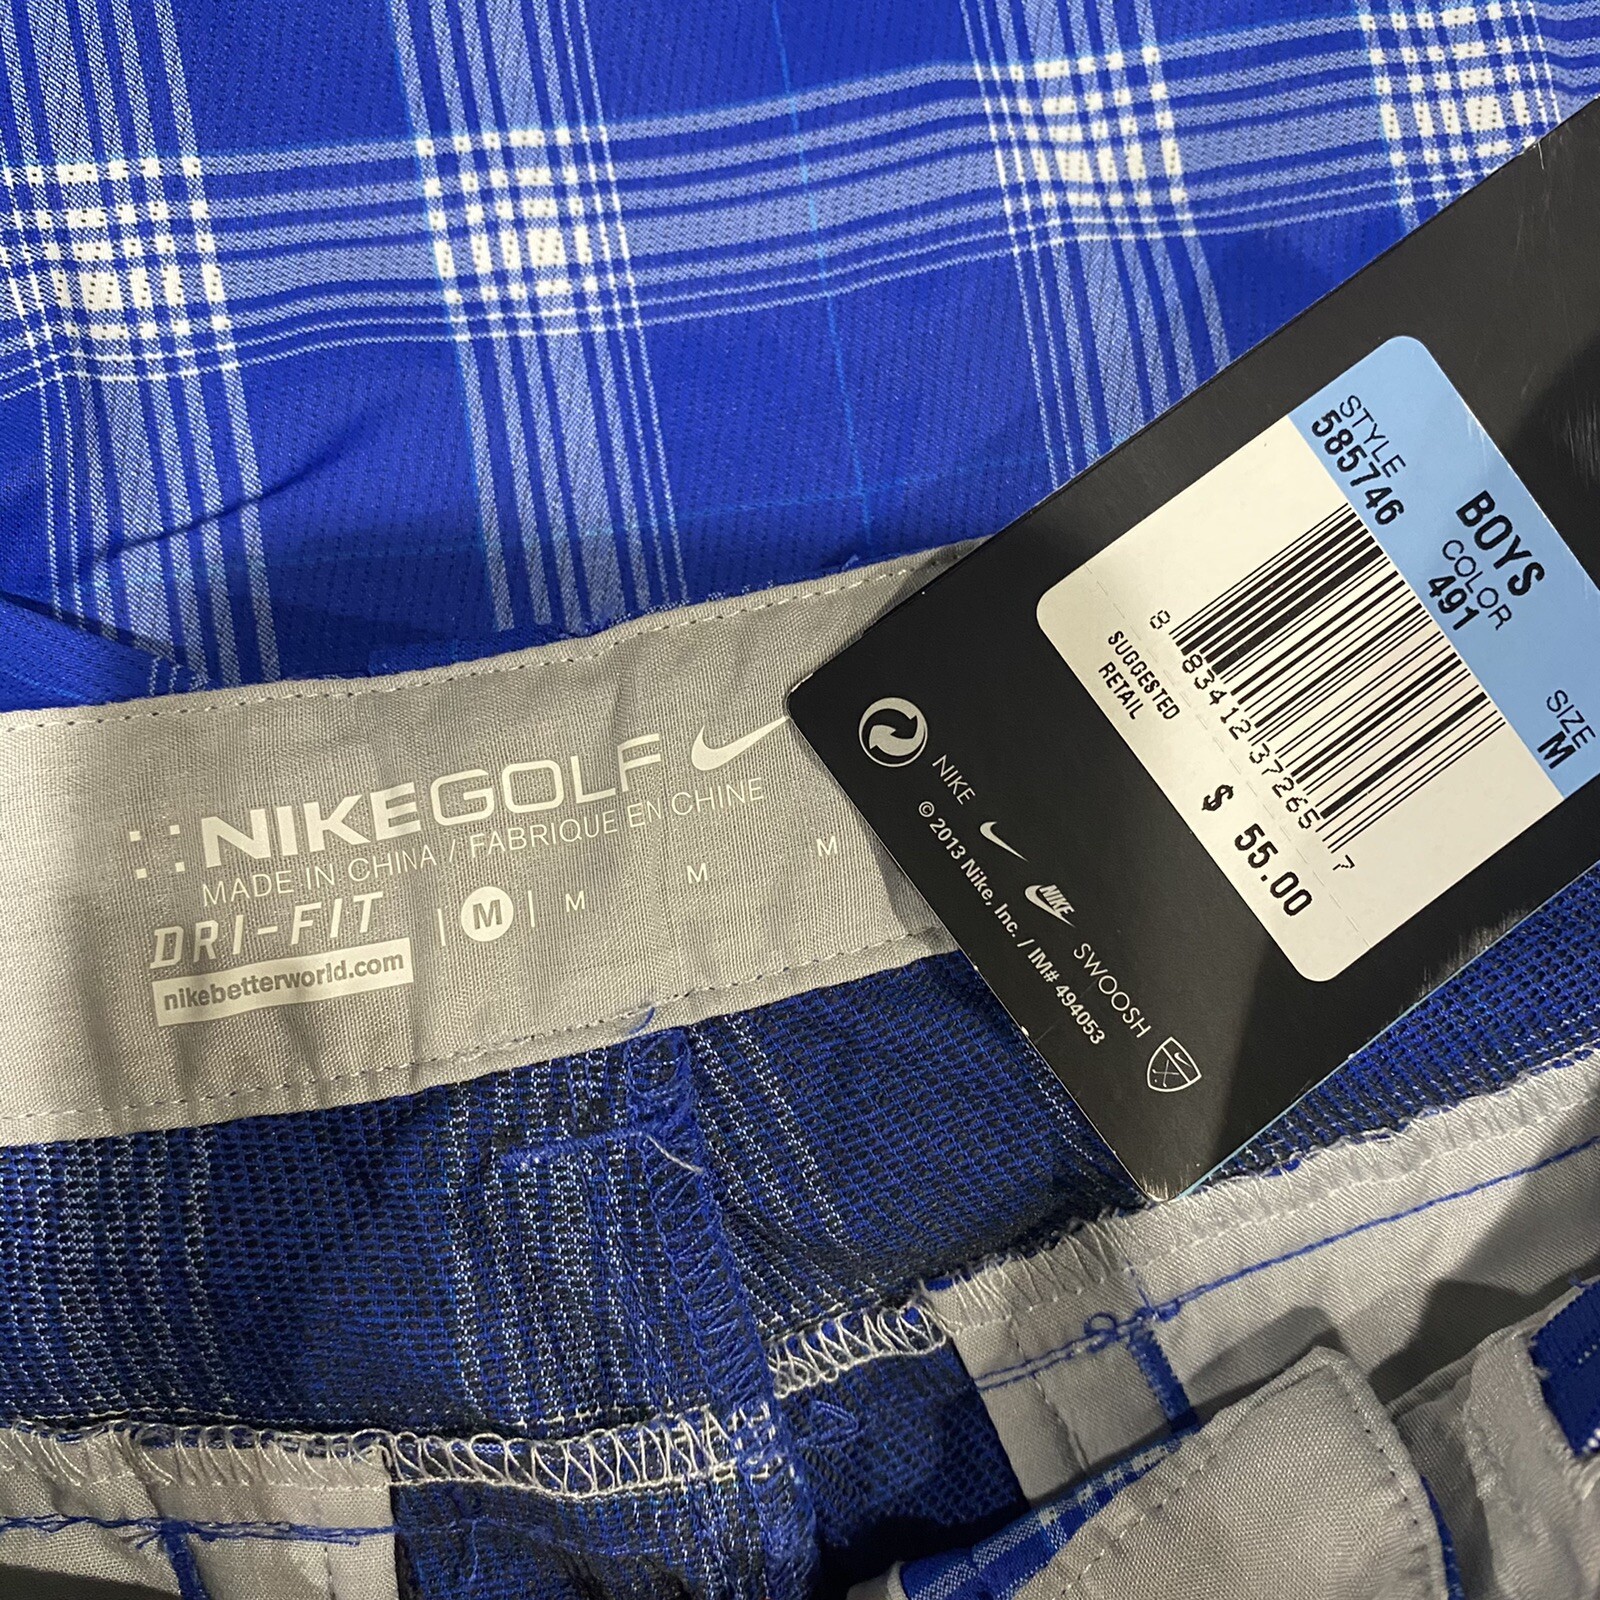 NIKEGOLF
MADE IN CHINA / FABRIQUE EN CHINE
DRI-FIT | M | M M M
nikebetterworld.com
STYLE
585746
BOYS
COLOR
491
SIZE
M
8 83412 37265 7
SUGGESTED
RETAIL
$ 55.00
NIKE
NIKE
SWOOSH
© 2013 Nike, Inc. / IM# 494053